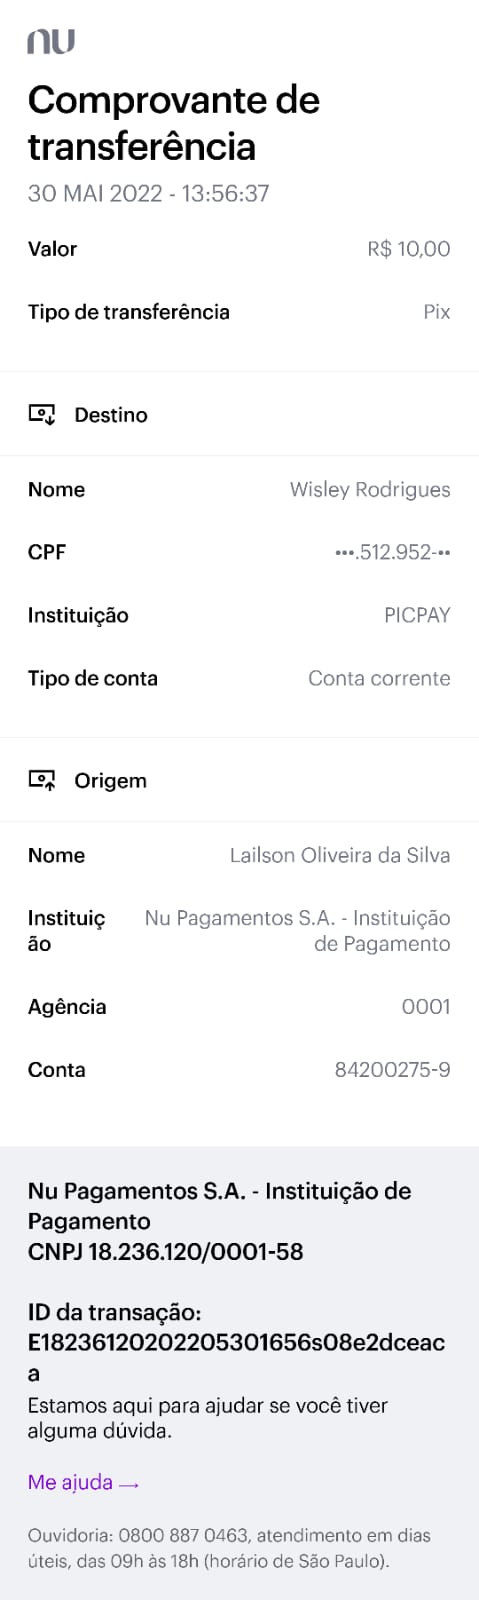 nu
Comprovante de
transferência
30 MAI 2022 - 13:56:37
Valor R$ 10,00
Tipo de transferência Pix
Destino
Nome Wisley Rodrigues
CPF •••.512.952-••
Instituição PICPAY
Tipo de conta Conta corrente
Origem
Nome Lailson Oliveira da Silva
Instituiç Nu Pagamentos S.A. - Instituição
ão de Pagamento
Agência 0001
Conta 84200275-9
Nu Pagamentos S.A. - Instituição de
Pagamento
CNPJ 18.236.120/0001-58
ID da transação:
E18236120202205301656s08e2dceac
a
Estamos aqui para ajudar se você tiver
alguma dúvida.
Me ajuda →
Ouvidoria: 0800 887 0463, atendimento em dias
úteis, das 09h às 18h (horário de São Paulo).